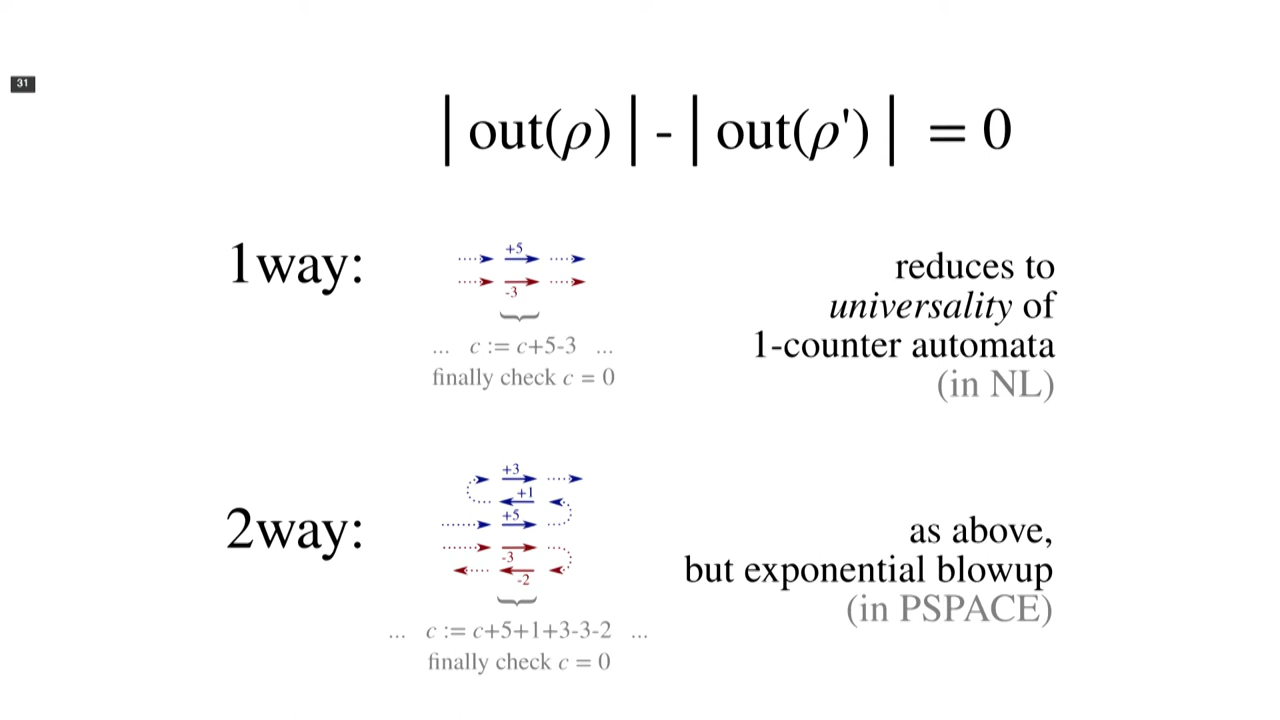 31
| out(ρ) | - | out(ρ') | = 0
1way:
+5
-3
... c := c+5-3 ...
finally check c = 0
reduces to
universality of
1-counter automata
(in NL)
2way:
+3
+1
+5
-3
-2
... c := c+5+1+3-3-2 ...
finally check c = 0
as above,
but exponential blowup
(in PSPACE)